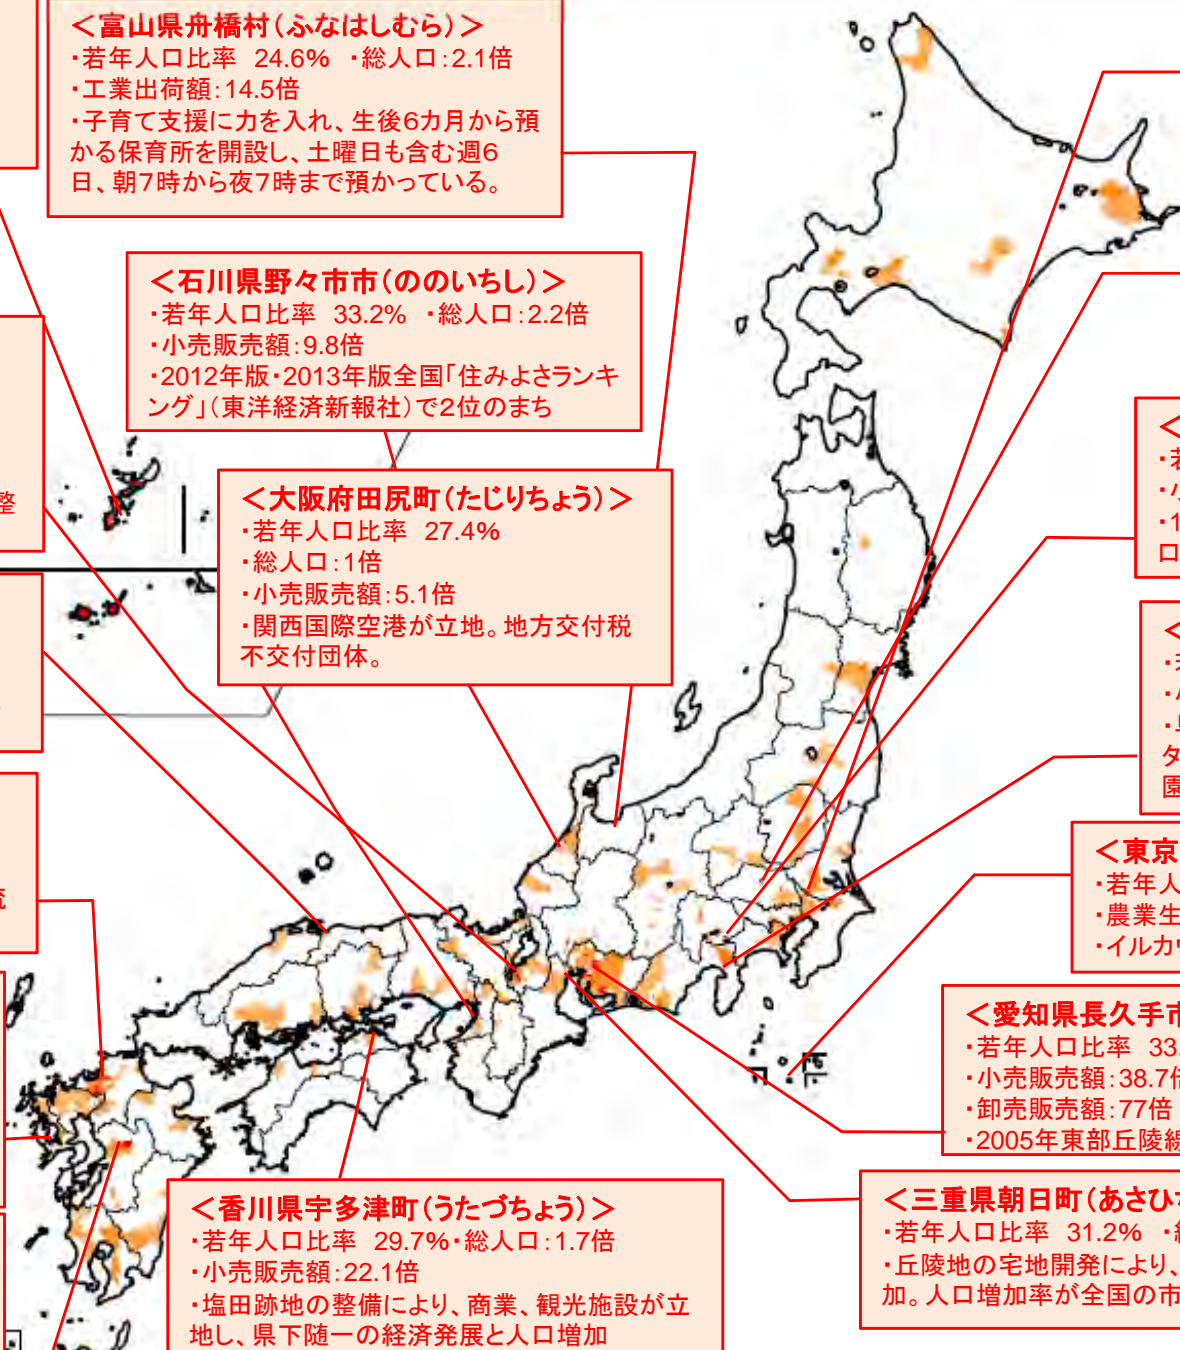 ＜富山県舟橋村（ふなはしむら）＞
・若年人口比率　24.6%　・総人口：2.1倍
・工業出荷額：14.5倍
・子育て支援に力を入れ、生後6カ月から預
かる保育所を開設し、土曜日も含む週6
日、朝7時から夜7時まで預かっている。
＜石川県野々市市（ののいちし）＞
・若年人口比率　33.2%　・総人口：2.2倍
・小売販売額：9.8倍
・2012年版・2013年版全国「住みよさランキ
ング」（東洋経済新報社）で2位のまち
整
＜大阪府田尻町（たじりちょう）＞
・若年人口比率　27.4%
・総人口：1倍
・小売販売額：5.1倍
・関西国際空港が立地。地方交付税
不交付団体。
＜
・若
・小
・1
口
＜
・小
タ
園
＜東京
・若年人
・農業生
・イルカ
＜愛知県長久手市
・若年人口比率　33.
・小売販売額：38.7倍
・卸売販売額：77倍
・2005年東部丘陵線
＜三重県朝日町（あさひ
・若年人口比率　31.2%　・総
・丘陵地の宅地開発により、
加。人口増加率が全国の市
＜香川県宇多津町（うたづちょう）＞
・若年人口比率　29.7%・総人口：1.7倍
・小売販売額：22.1倍
・塩田跡地の整備により、商業、観光施設が立
地し、県下随一の経済発展と人口増加